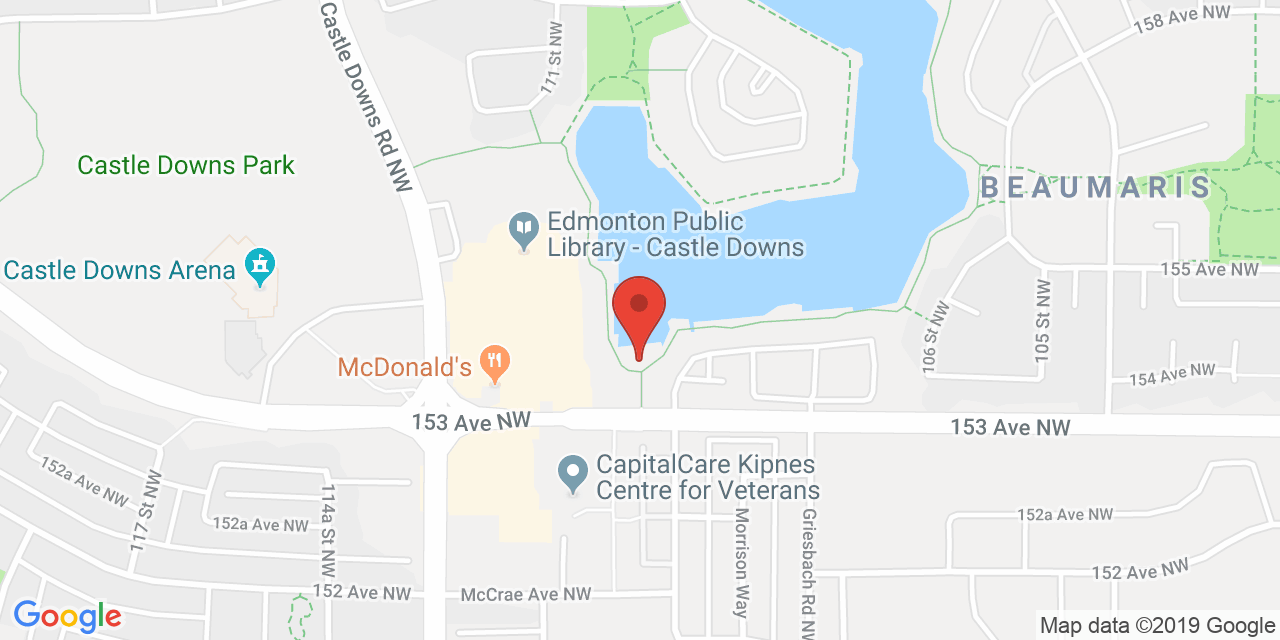 158 Ave NW
Castle Downs Rd NW
171 St NW
Castle Downs Park
BEAUMARIS
Edmonton Public
Library - Castle Downs
Castle Downs Arena
155 Ave NW
105 St NW
106 St NW
McDonald's
154 Ave NW
153 Ave NW
153 Ave NW
CapitalCare Kipnes
Centre for Veterans
152a Ave NW
117 St NW
114a St NW
152a Ave NW
Morrison Way
Griesbach Rd NW
152a Ave NW
152 Ave NW
152 Ave NW
McCrae Ave NW
Google
Map data ©2019 Google